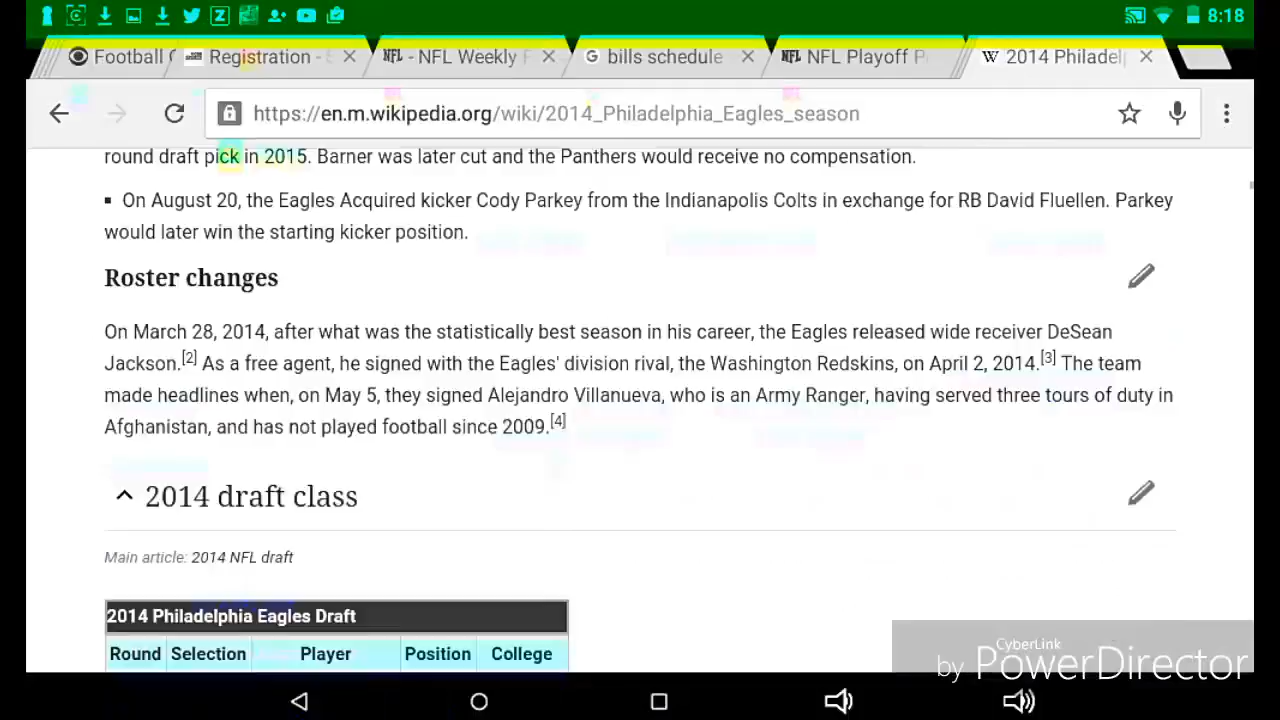 8:18
Football
Registration -
NFL - NFL Weekly F
G bills schedule
NFL NFL Playoff P
W 2014 Philadel
https://en.m.wikipedia.org/wiki/2014_Philadelphia_Eagles_season
round draft pick in 2015. Barner was later cut and the Panthers would receive no compensation.
▪ On August 20, the Eagles Acquired kicker Cody Parkey from the Indianapolis Colts in exchange for RB David Fluellen. Parkey
would later win the starting kicker position.
Roster changes
On March 28, 2014, after what was the statistically best season in his career, the Eagles released wide receiver DeSean
Jackson.[2] As a free agent, he signed with the Eagles' division rival, the Washington Redskins, on April 2, 2014.[3] The team
made headlines when, on May 5, they signed Alejandro Villanueva, who is an Army Ranger, having served three tours of duty in
Afghanistan, and has not played football since 2009.[4]
2014 draft class
Main article: 2014 NFL draft
2014 Philadelphia Eagles Draft
Round Selection Player Position College
CyberLink
by PowerDirector